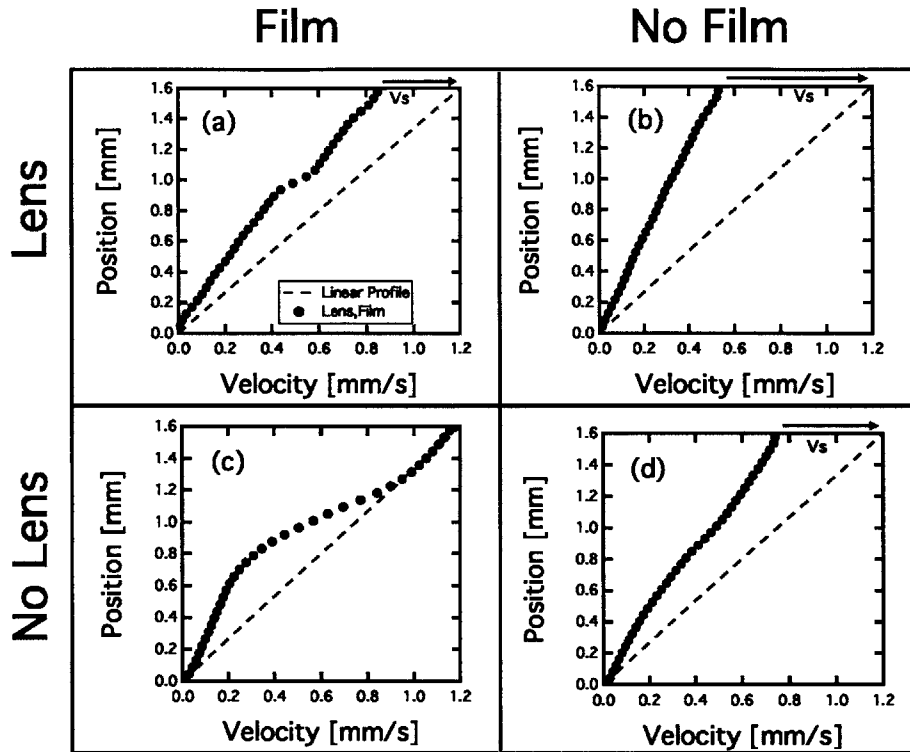 Film
No Film
Lens
No Lens
(a)
Vs
Position [mm]
1.6
1.4
1.2
1.0
0.8
0.6
0.4
0.2
0.0
Linear Profile
Lens,Film
0.0 0.2 0.4 0.6 0.8 1.0 1.2
Velocity [mm/s]
(b)
Vs
Position [mm]
1.6
1.4
1.2
1.0
0.8
0.6
0.4
0.2
0.0
0.0 0.2 0.4 0.6 0.8 1.0 1.2
Velocity [mm/s]
(c)
Position [mm]
1.6
1.4
1.2
1.0
0.8
0.6
0.4
0.2
0.0
0.0 0.2 0.4 0.6 0.8 1.0 1.2
Velocity [mm/s]
(d)
Vs
Position [mm]
1.6
1.4
1.2
1.0
0.8
0.6
0.4
0.2
0.0
0.0 0.2 0.4 0.6 0.8 1.0 1.2
Velocity [mm/s]